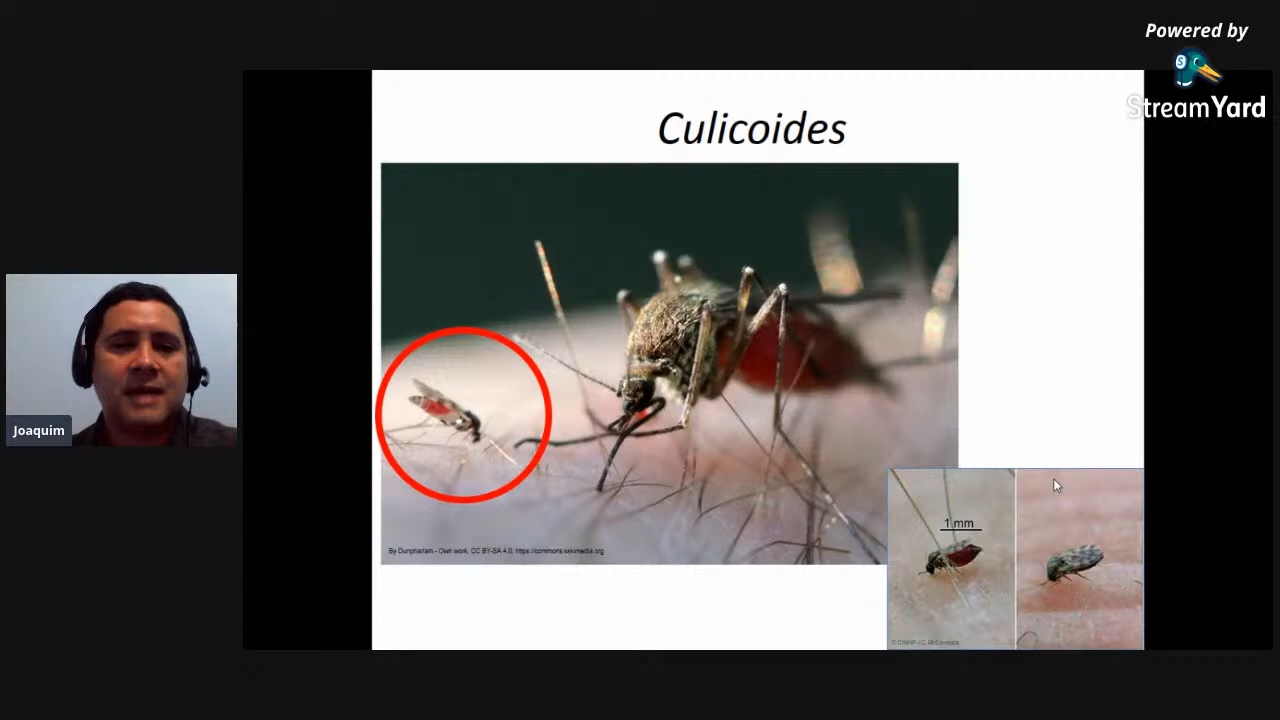 Powered by
StreamYard
Culicoides
Joaquim
1 mm
By Dunpharlain - Own work, CC BY-SA 4.0, https://commons.wikimedia.org